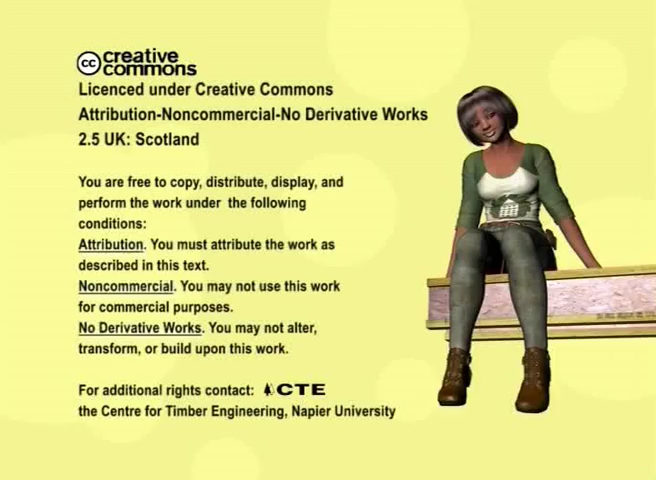 cc creative
commons
Licenced under Creative Commons
Attribution-Noncommercial-No Derivative Works
2.5 UK: Scotland
You are free to copy, distribute, display, and
perform the work under the following
conditions:
Attribution. You must attribute the work as
described in this text.
Noncommercial. You may not use this work
for commercial purposes.
No Derivative Works. You may not alter,
transform, or build upon this work.
For additional rights contact: CTE
the Centre for Timber Engineering, Napier University